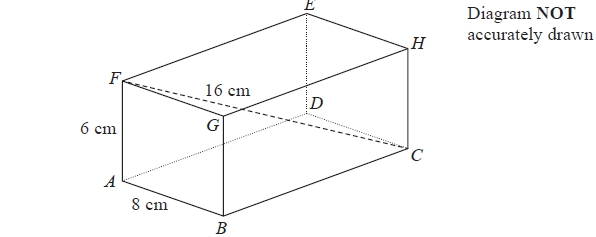 E
Diagram NOT
accurately drawn
H
F
16 cm
D
G
6 cm
C
A
8 cm
B